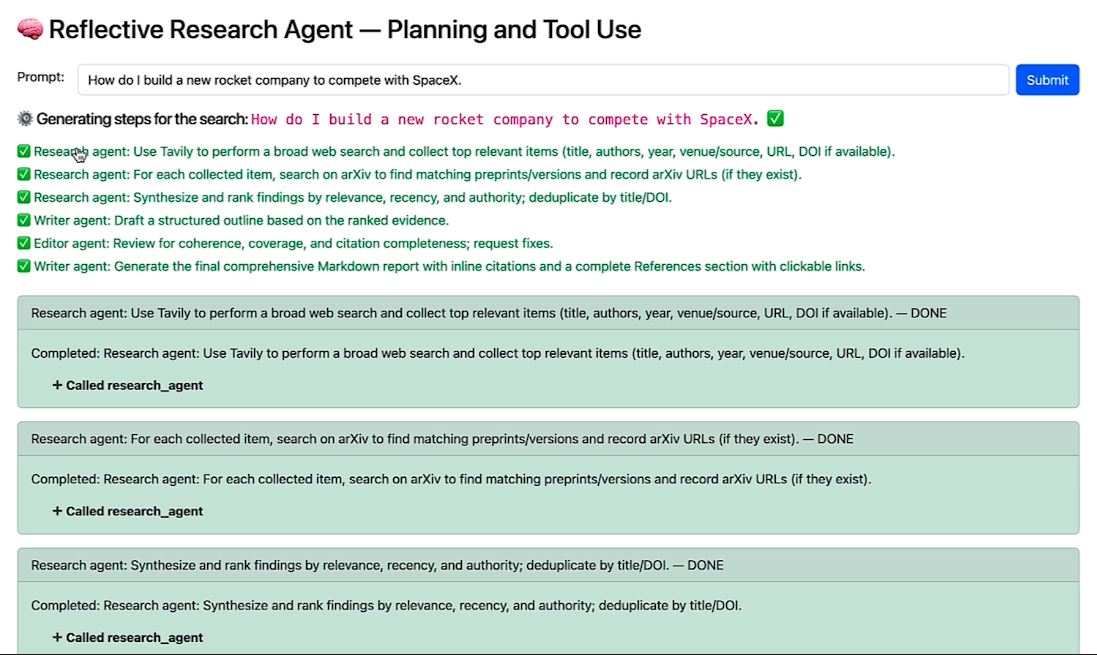 Reflective Research Agent — Planning and Tool Use
Prompt:
How do I build a new rocket company to compete with SpaceX.
Submit
Generating steps for the search: How do I build a new rocket company to compete with SpaceX.
Research agent: Use Tavily to perform a broad web search and collect top relevant items (title, authors, year, venue/source, URL, DOI if available).
Research agent: For each collected item, search on arXiv to find matching preprints/versions and record arXiv URLs (if they exist).
Research agent: Synthesize and rank findings by relevance, recency, and authority; deduplicate by title/DOI.
Writer agent: Draft a structured outline based on the ranked evidence.
Editor agent: Review for coherence, coverage, and citation completeness; request fixes.
Writer agent: Generate the final comprehensive Markdown report with inline citations and a complete References section with clickable links.
Research agent: Use Tavily to perform a broad web search and collect top relevant items (title, authors, year, venue/source, URL, DOI if available). — DONE
Completed: Research agent: Use Tavily to perform a broad web search and collect top relevant items (title, authors, year, venue/source, URL, DOI if available).
+ Called research_agent
Research agent: For each collected item, search on arXiv to find matching preprints/versions and record arXiv URLs (if they exist). — DONE
Completed: Research agent: For each collected item, search on arXiv to find matching preprints/versions and record arXiv URLs (if they exist).
+ Called research_agent
Research agent: Synthesize and rank findings by relevance, recency, and authority; deduplicate by title/DOI. — DONE
Completed: Research agent: Synthesize and rank findings by relevance, recency, and authority; deduplicate by title/DOI.
+ Called research_agent